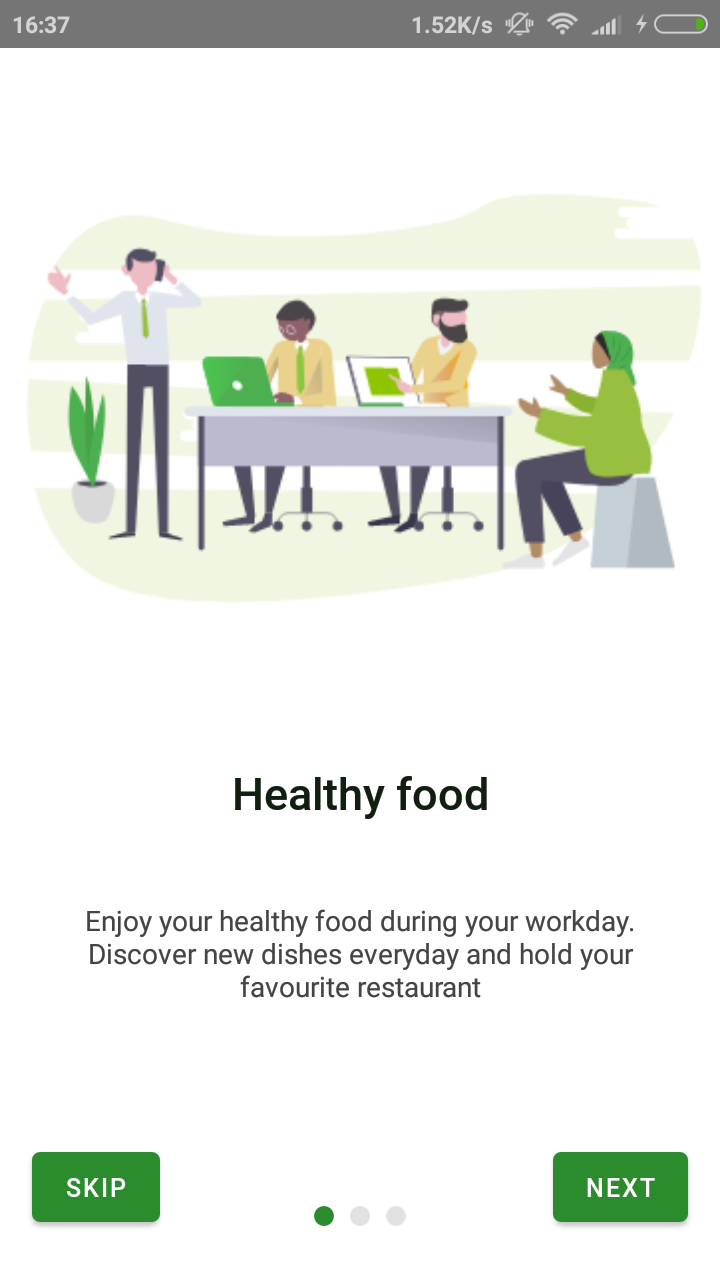 16:37 1.52K/s
Healthy food
Enjoy your healthy food during your workday.
Discover new dishes everyday and hold your
favourite restaurant
SKIP NEXT